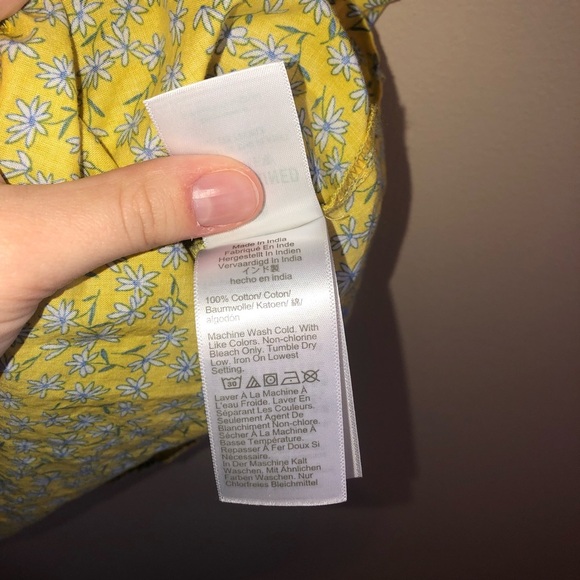 Made In India
Fabriqué En Inde
Hergestellt In Indien
Vervaardigd in India
インド製
hecho en india
100% Cotton/ Coton/
Baumwolle/ Katoen/ 綿/
algodón
Machine Wash Cold. With
Like Colors. Non-chlorine
Bleach Only. Tumble Dry
Low. Iron On Lowest
Setting.
30
Laver À La Machine À
L'eau Froide. Laver En
Séparant Les Couleurs.
Seulement Agent De
Blanchiment Non-chlore.
Sécher À La Machine À
Basse Température.
Repasser À Fer Doux Si
Nécessaire.
In Der Maschine Kalt
Waschen. Mit Ähnlichen
Farben Waschen. Nur
Chlorfreies Bleichmittel